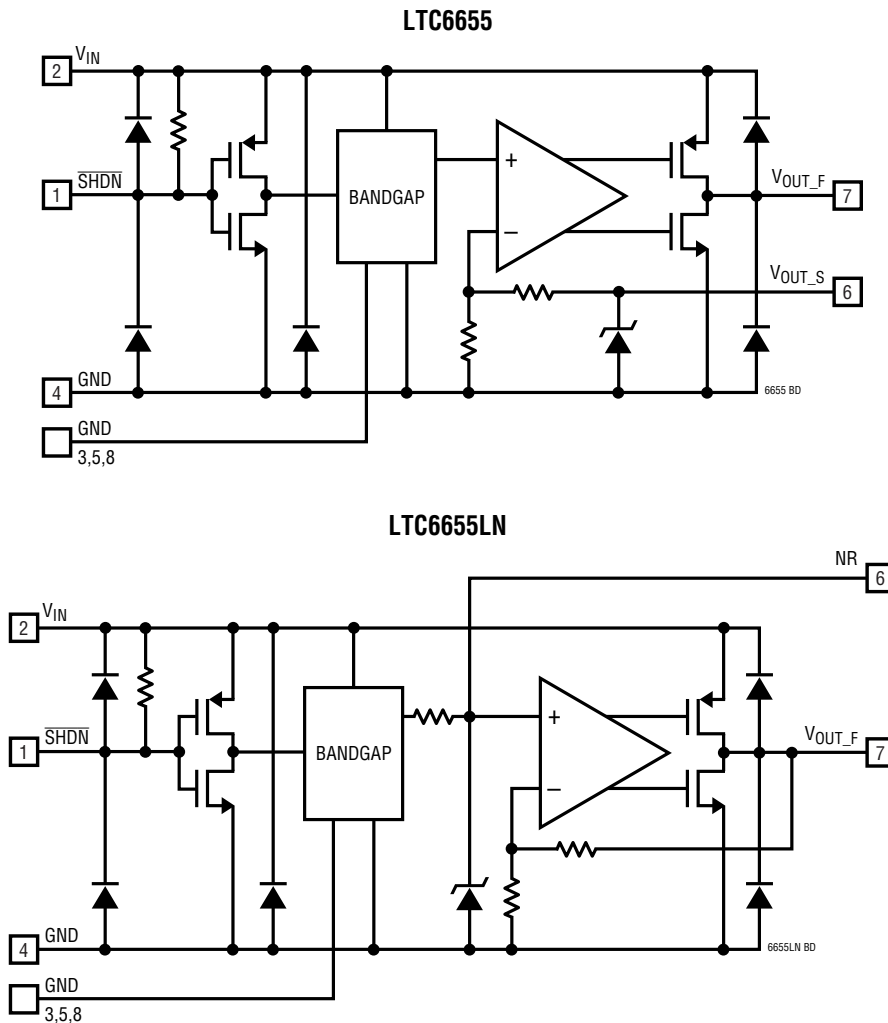 LTC6655
2 VIN
1 SHDN
BANDGAP
+
–
VOUT_F 7
VOUT_S 6
4 GND
6655 BD
GND
3,5,8
LTC6655LN
NR 6
2 VIN
1 SHDN
BANDGAP
+
–
VOUT_F 7
4 GND
6655LN BD
GND
3,5,8